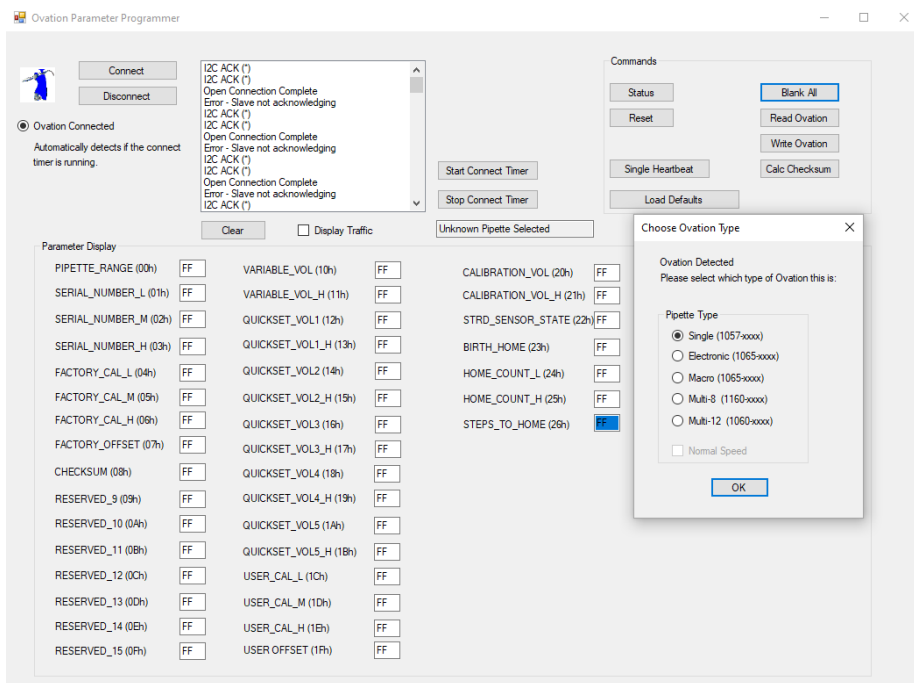 Ovation Parameter Programmer
Connect
Disconnect
Ovation Connected
Automatically detects if the connect
timer is running.
I2C ACK (*)
I2C ACK (*)
Open Connection Complete
Error - Slave not acknowledging
I2C ACK (*)
I2C ACK (*)
Open Connection Complete
Error - Slave not acknowledging
I2C ACK (*)
I2C ACK (*)
Open Connection Complete
Error - Slave not acknowledging
I2C ACK (*)
Clear
Display Traffic
Start Connect Timer
Stop Connect Timer
Unknown Pipette Selected
Commands
Status
Blank All
Reset
Read Ovation
Write Ovation
Single Heartbeat
Calc Checksum
Load Defaults
Parameter Display
PIPETTE_RANGE (00h) FF
SERIAL_NUMBER_L (01h) FF
SERIAL_NUMBER_M (02h) FF
SERIAL_NUMBER_H (03h) FF
FACTORY_CAL_L (04h) FF
FACTORY_CAL_M (05h) FF
FACTORY_CAL_H (06h) FF
FACTORY_OFFSET (07h) FF
CHECKSUM (08h) FF
RESERVED_9 (09h) FF
RESERVED_10 (0Ah) FF
RESERVED_11 (0Bh) FF
RESERVED_12 (0Ch) FF
RESERVED_13 (0Dh) FF
RESERVED_14 (0Eh) FF
RESERVED_15 (0Fh) FF
VARIABLE_VOL (10h) FF
VARIABLE_VOL_H (11h) FF
QUICKSET_VOL1 (12h) FF
QUICKSET_VOL1_H (13h) FF
QUICKSET_VOL2 (14h) FF
QUICKSET_VOL2_H (15h) FF
QUICKSET_VOL3 (16h) FF
QUICKSET_VOL3_H (17h) FF
QUICKSET_VOL4 (18h) FF
QUICKSET_VOL4_H (19h) FF
QUICKSET_VOL5 (1Ah) FF
QUICKSET_VOL5_H (1Bh) FF
USER_CAL_L (1Ch) FF
USER_CAL_M (1Dh) FF
USER_CAL_H (1Eh) FF
USER OFFSET (1Fh) FF
CALIBRATION_VOL (20h) FF
CALIBRATION_VOL_H (21h) FF
STRD_SENSOR_STATE (22h) FF
BIRTH_HOME (23h) FF
HOME_COUNT_L (24h) FF
HOME_COUNT_H (25h) FF
STEPS_TO_HOME (26h) FF
Choose Ovation Type
Ovation Detected
Please select which type of Ovation this is:
Pipette Type
Single (1057-xxxx)
Electronic (1065-xxxx)
Macro (1065-xxxx)
Multi-8 (1160-xxxx)
Multi-12 (1060-xxxx)
Normal Speed
OK